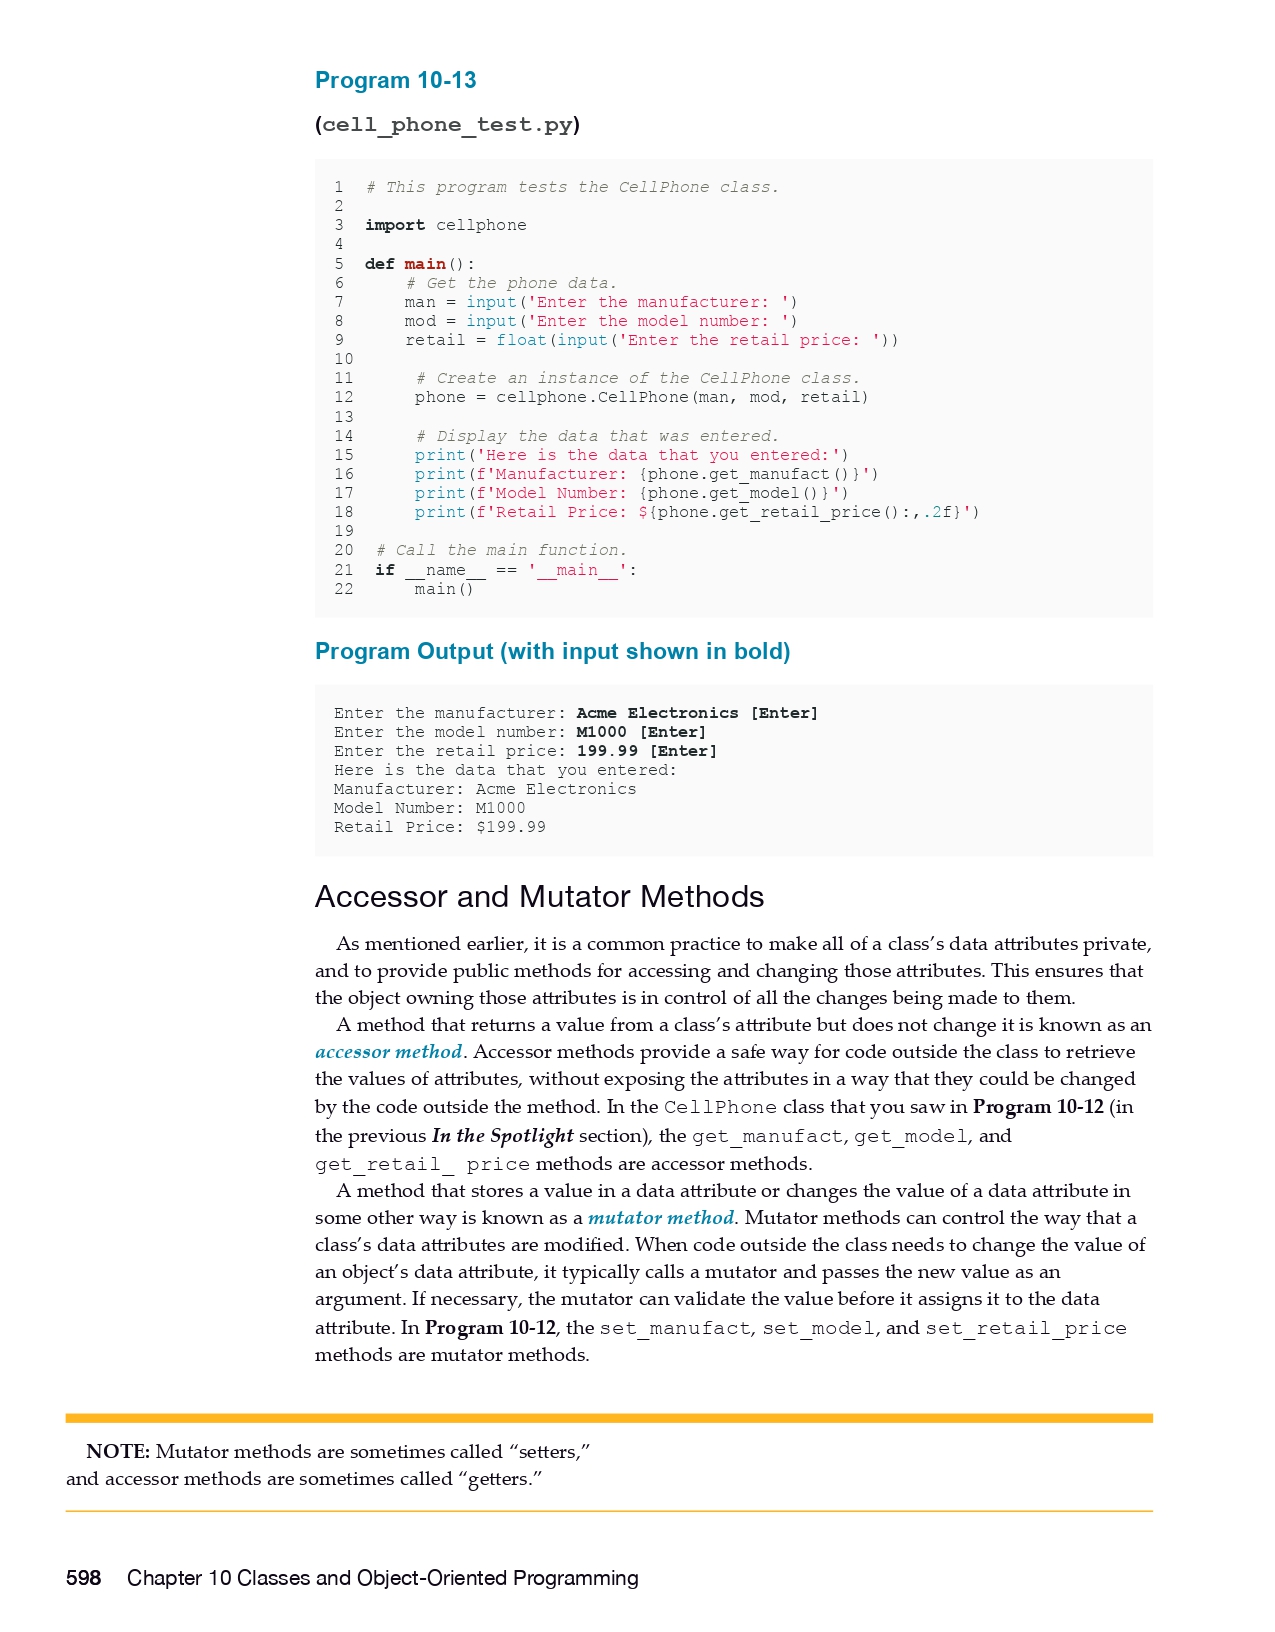 Program 10-13
(cell_phone_test.py)
1  # This program tests the CellPhone class.
2
3  import cellphone
4
5  def main():
6      # Get the phone data.
7      man = input('Enter the manufacturer: ')
8      mod = input('Enter the model number: ')
9      retail = float(input('Enter the retail price: '))
10
11      # Create an instance of the CellPhone class.
12      phone = cellphone.CellPhone(man, mod, retail)
13
14      # Display the data that was entered.
15      print('Here is the data that you entered:')
16      print(f'Manufacturer: {phone.get_manufact()}')
17      print(f'Model Number: {phone.get_model()}')
18      print(f'Retail Price: ${phone.get_retail_price():,.2f}')
19
20  # Call the main function.
21  if __name__ == '__main__':
22      main()
Program Output (with input shown in bold)
Enter the manufacturer: Acme Electronics [Enter]
Enter the model number: M1000 [Enter]
Enter the retail price: 199.99 [Enter]
Here is the data that you entered:
Manufacturer: Acme Electronics
Model Number: M1000
Retail Price: $199.99
Accessor and Mutator Methods
As mentioned earlier, it is a common practice to make all of a class’s data attributes private,
and to provide public methods for accessing and changing those attributes. This ensures that
the object owning those attributes is in control of all the changes being made to them.
A method that returns a value from a class’s attribute but does not change it is known as an
accessor method. Accessor methods provide a safe way for code outside the class to retrieve
the values of attributes, without exposing the attributes in a way that they could be changed
by the code outside the method. In the CellPhone class that you saw in Program 10-12 (in
the previous In the Spotlight section), the get_manufact, get_model, and
get_retail_ price methods are accessor methods.
A method that stores a value in a data attribute or changes the value of a data attribute in
some other way is known as a mutator method. Mutator methods can control the way that a
class’s data attributes are modified. When code outside the class needs to change the value of
an object’s data attribute, it typically calls a mutator and passes the new value as an
argument. If necessary, the mutator can validate the value before it assigns it to the data
attribute. In Program 10-12, the set_manufact, set_model, and set_retail_price
methods are mutator methods.
NOTE: Mutator methods are sometimes called “setters,”
and accessor methods are sometimes called “getters.”
598 Chapter 10 Classes and Object-Oriented Programming